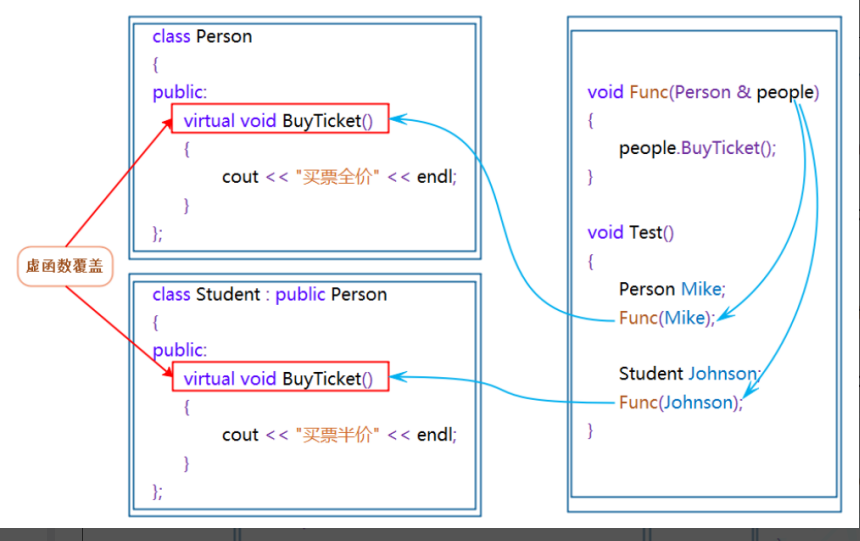 class Person
{
public:
virtual void BuyTicket()
{
cout << "买票全价" << endl;
}
};
虚函数覆盖
class Student : public Person
{
public:
virtual void BuyTicket()
{
cout << "买票半价" << endl;
}
};
void Func(Person & people)
{
people.BuyTicket();
}
void Test()
{
Person Mike;
Func(Mike);
Student Johnson;
Func(Johnson);
}